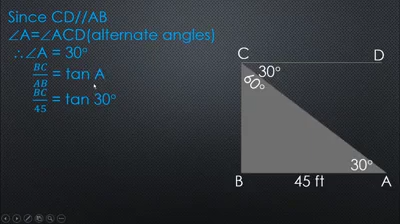 Since CD//AB
∠A=∠ACD(alternate angles)
∴∠A = 30°
BC/AB = tan A
BC/45 = tan 30°
C D
30°
60°
30°
B 45 ft A